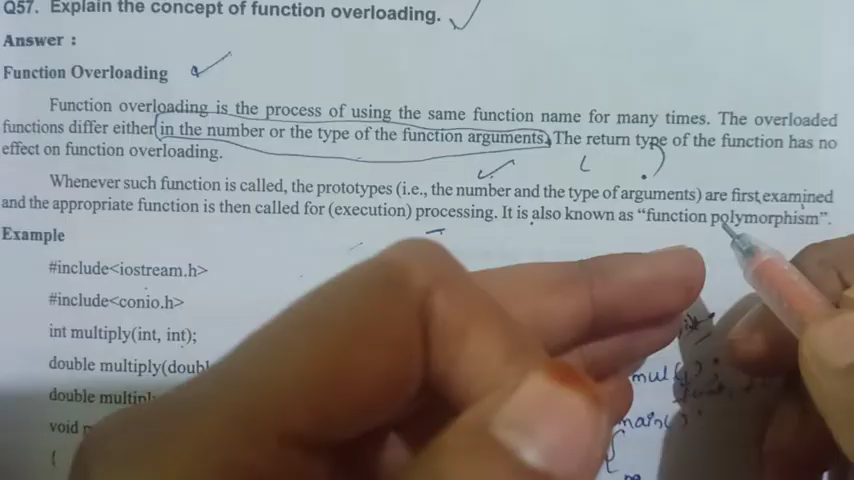 Q57. Explain the concept of function overloading.
Answer :
Function Overloading
Function overloading is the process of using the same function name for many times. The overloaded
functions differ either in the number or the type of the function arguments. The return type of the function has no
effect on function overloading.
Whenever such function is called, the prototypes (i.e., the number and the type of arguments) are first examined
and the appropriate function is then called for (execution) processing. It is also known as “function polymorphism”.
Example
#include<iostream.h>
#include<conio.h>
int multiply(int, int);
double multiply(doubl
double
void
{
mul(
main()
{